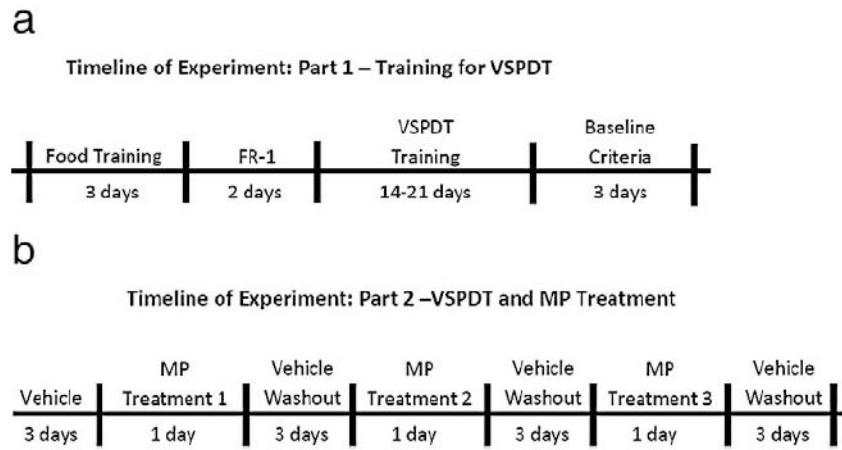 a
Timeline of Experiment: Part 1 – Training for VSPDT
VSPDT Baseline
Food Training FR-1 Training Criteria
3 days 2 days 14-21 days 3 days
b
Timeline of Experiment: Part 2 –VSPDT and MP Treatment
MP Vehicle MP Vehicle MP Vehicle
Vehicle Treatment 1 Washout Treatment 2 Washout Treatment 3 Washout
3 days 1 day 3 days 1 day 3 days 1 day 3 days